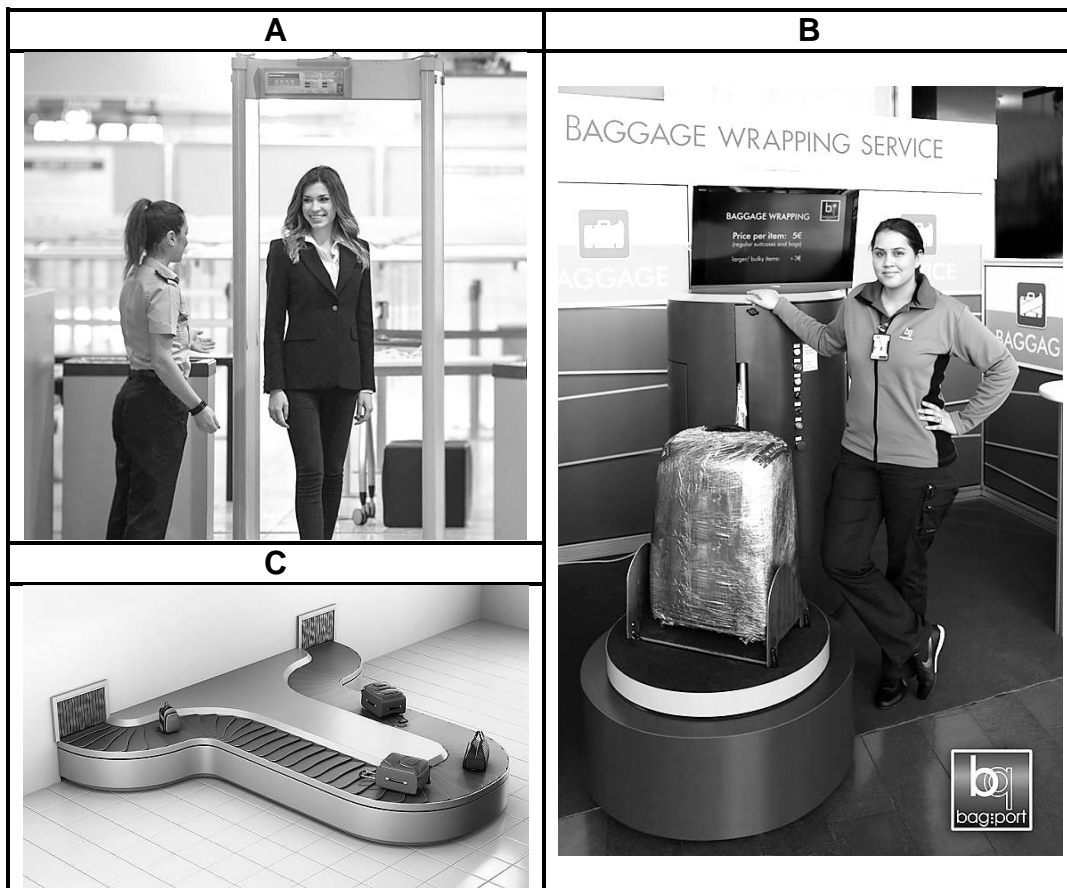 A
B
C
BAGGAGE WRAPPING SERVICE
BAGGAGE WRAPPING
Price per item: 5€
(regular suitcases and bags)
larger/ bulky items: +3€
BAGGAGE
BAGGAG
bq
bag:port